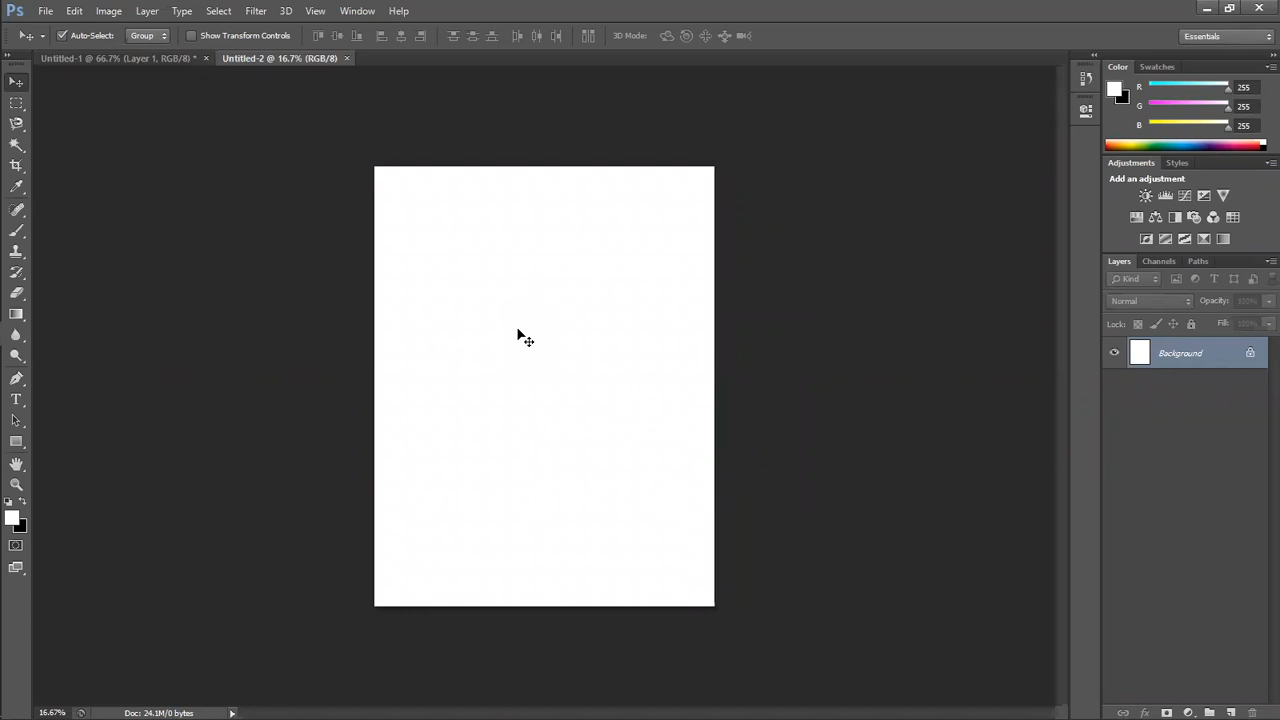 Ps File Edit Image Layer Type Select Filter 3D View Window Help
Auto-Select: Group Show Transform Controls 3D Mode: Essentials
Untitled-1 @ 66.7% (Layer 1, RGB/8) * × Untitled-2 @ 16.7% (RGB/8) ×
Color Swatches
R 255
G 255
B 255
Adjustments Styles
Add an adjustment
Layers Channels Paths
Kind
Normal Opacity: 100%
Lock: Fill: 100%
Background
16.67% Doc: 24.1M/0 bytes